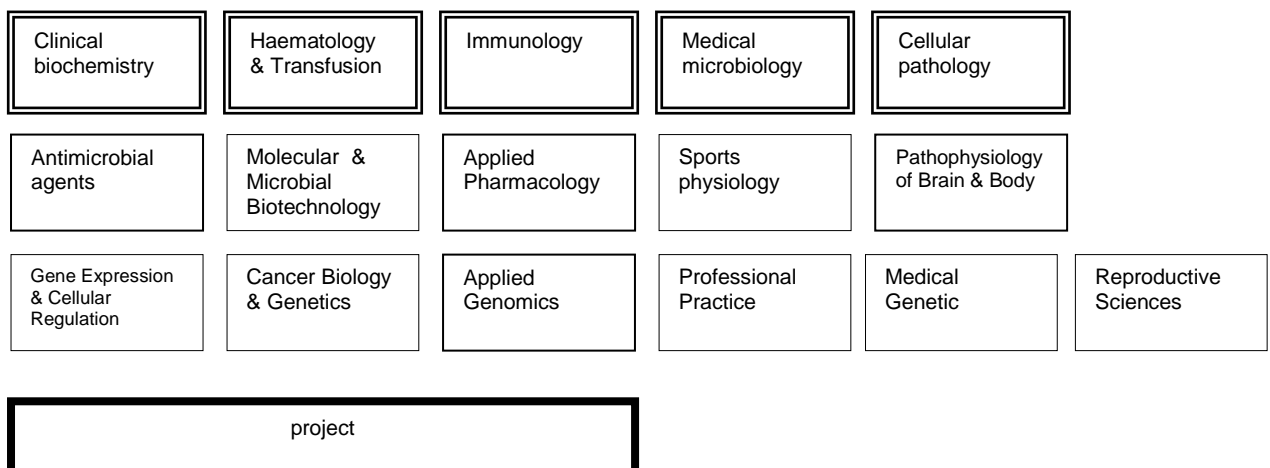 Clinical
biochemistry
Haematology
& Transfusion
Immunology
Medical
microbiology
Cellular
pathology
Antimicrobial
agents
Molecular &
Microbial
Biotechnology
Applied
Pharmacology
Sports
physiology
Pathophysiology
of Brain & Body
Gene Expression
& Cellular
Regulation
Cancer Biology
& Genetics
Applied
Genomics
Professional
Practice
Medical
Genetic
Reproductive
Sciences
project